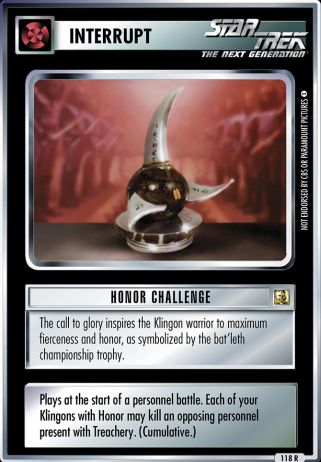 INTERRUPT
STAR TREK
THE NEXT GENERATION
NOT ENDORSED BY CBS OR PARAMOUNT PICTURES
HONOR CHALLENGE
The call to glory inspires the Klingon warrior to maximum
fierceness and honor, as symbolized by the bat'leth
championship trophy.
Plays at the start of a personnel battle. Each of your
Klingons with Honor may kill an opposing personnel
present with Treachery. (Cumulative.)
118 R